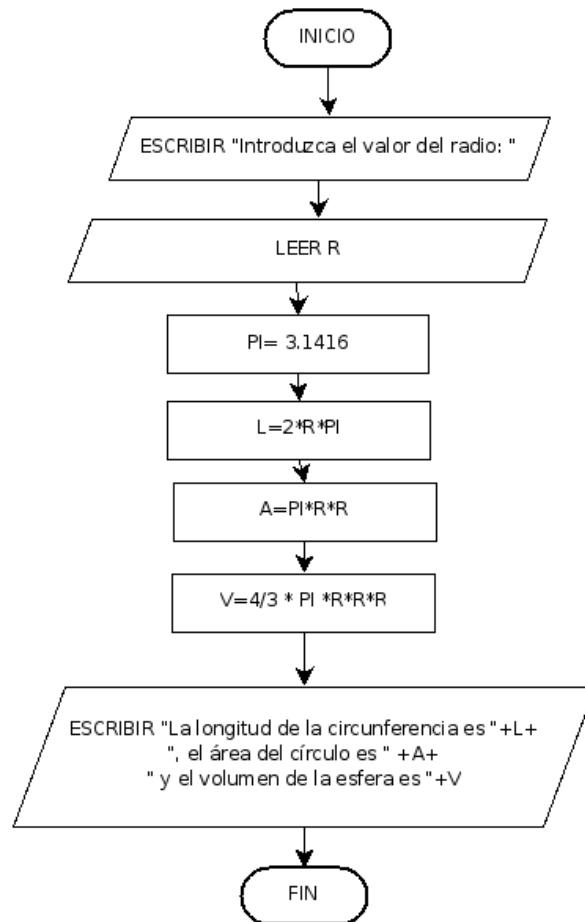 INICIO
ESCRIBIR "Introduzca el valor del radio: "
LEER R
PI= 3.1416
L=2*R*PI
A=PI*R*R
V=4/3 * PI *R*R*R
ESCRIBIR "La longitud de la circunferencia es "+L+
", el área del círculo es " +A+
" y el volumen de la esfera es "+V
FIN